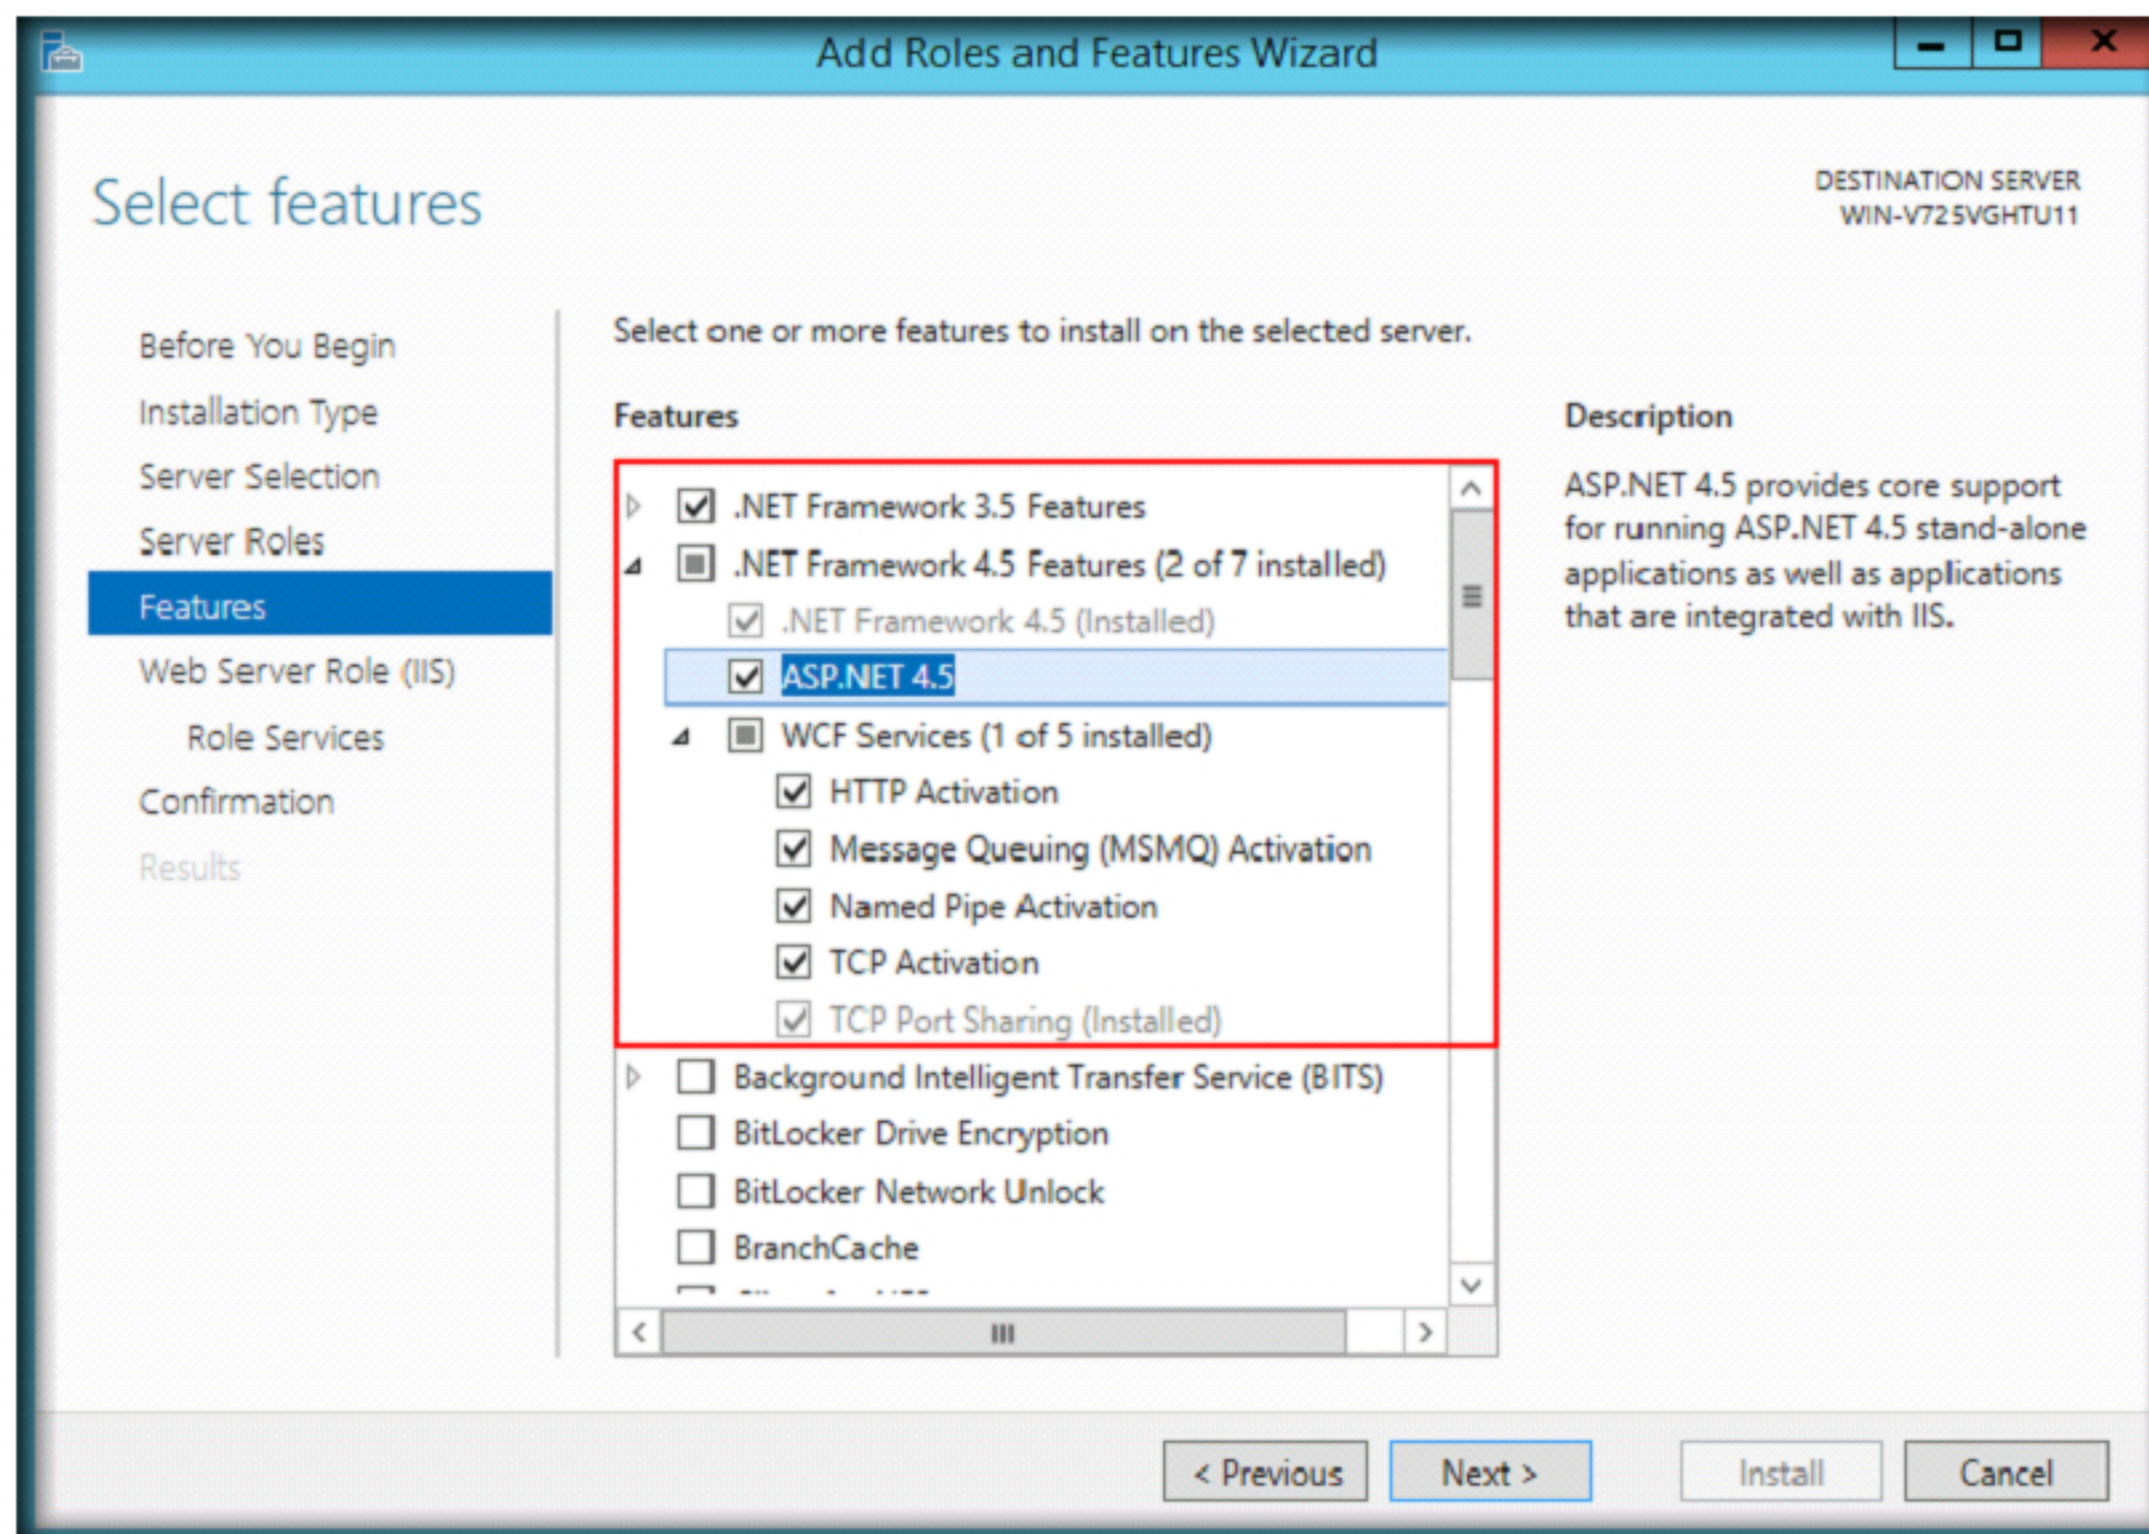 Add Roles and Features Wizard
Select features
DESTINATION SERVER
WIN-V725VGHTU11
Before You Begin
Installation Type
Server Selection
Server Roles
Features
Web Server Role (IIS)
Role Services
Confirmation
Results
Select one or more features to install on the selected server.
Features
.NET Framework 3.5 Features
.NET Framework 4.5 Features (2 of 7 installed)
.NET Framework 4.5 (Installed)
ASP.NET 4.5
WCF Services (1 of 5 installed)
HTTP Activation
Message Queuing (MSMQ) Activation
Named Pipe Activation
TCP Activation
TCP Port Sharing (Installed)
Background Intelligent Transfer Service (BITS)
BitLocker Drive Encryption
BitLocker Network Unlock
BranchCache
Description
ASP.NET 4.5 provides core support
for running ASP.NET 4.5 stand-alone
applications as well as applications
that are integrated with IIS.
< Previous
Next >
Install
Cancel